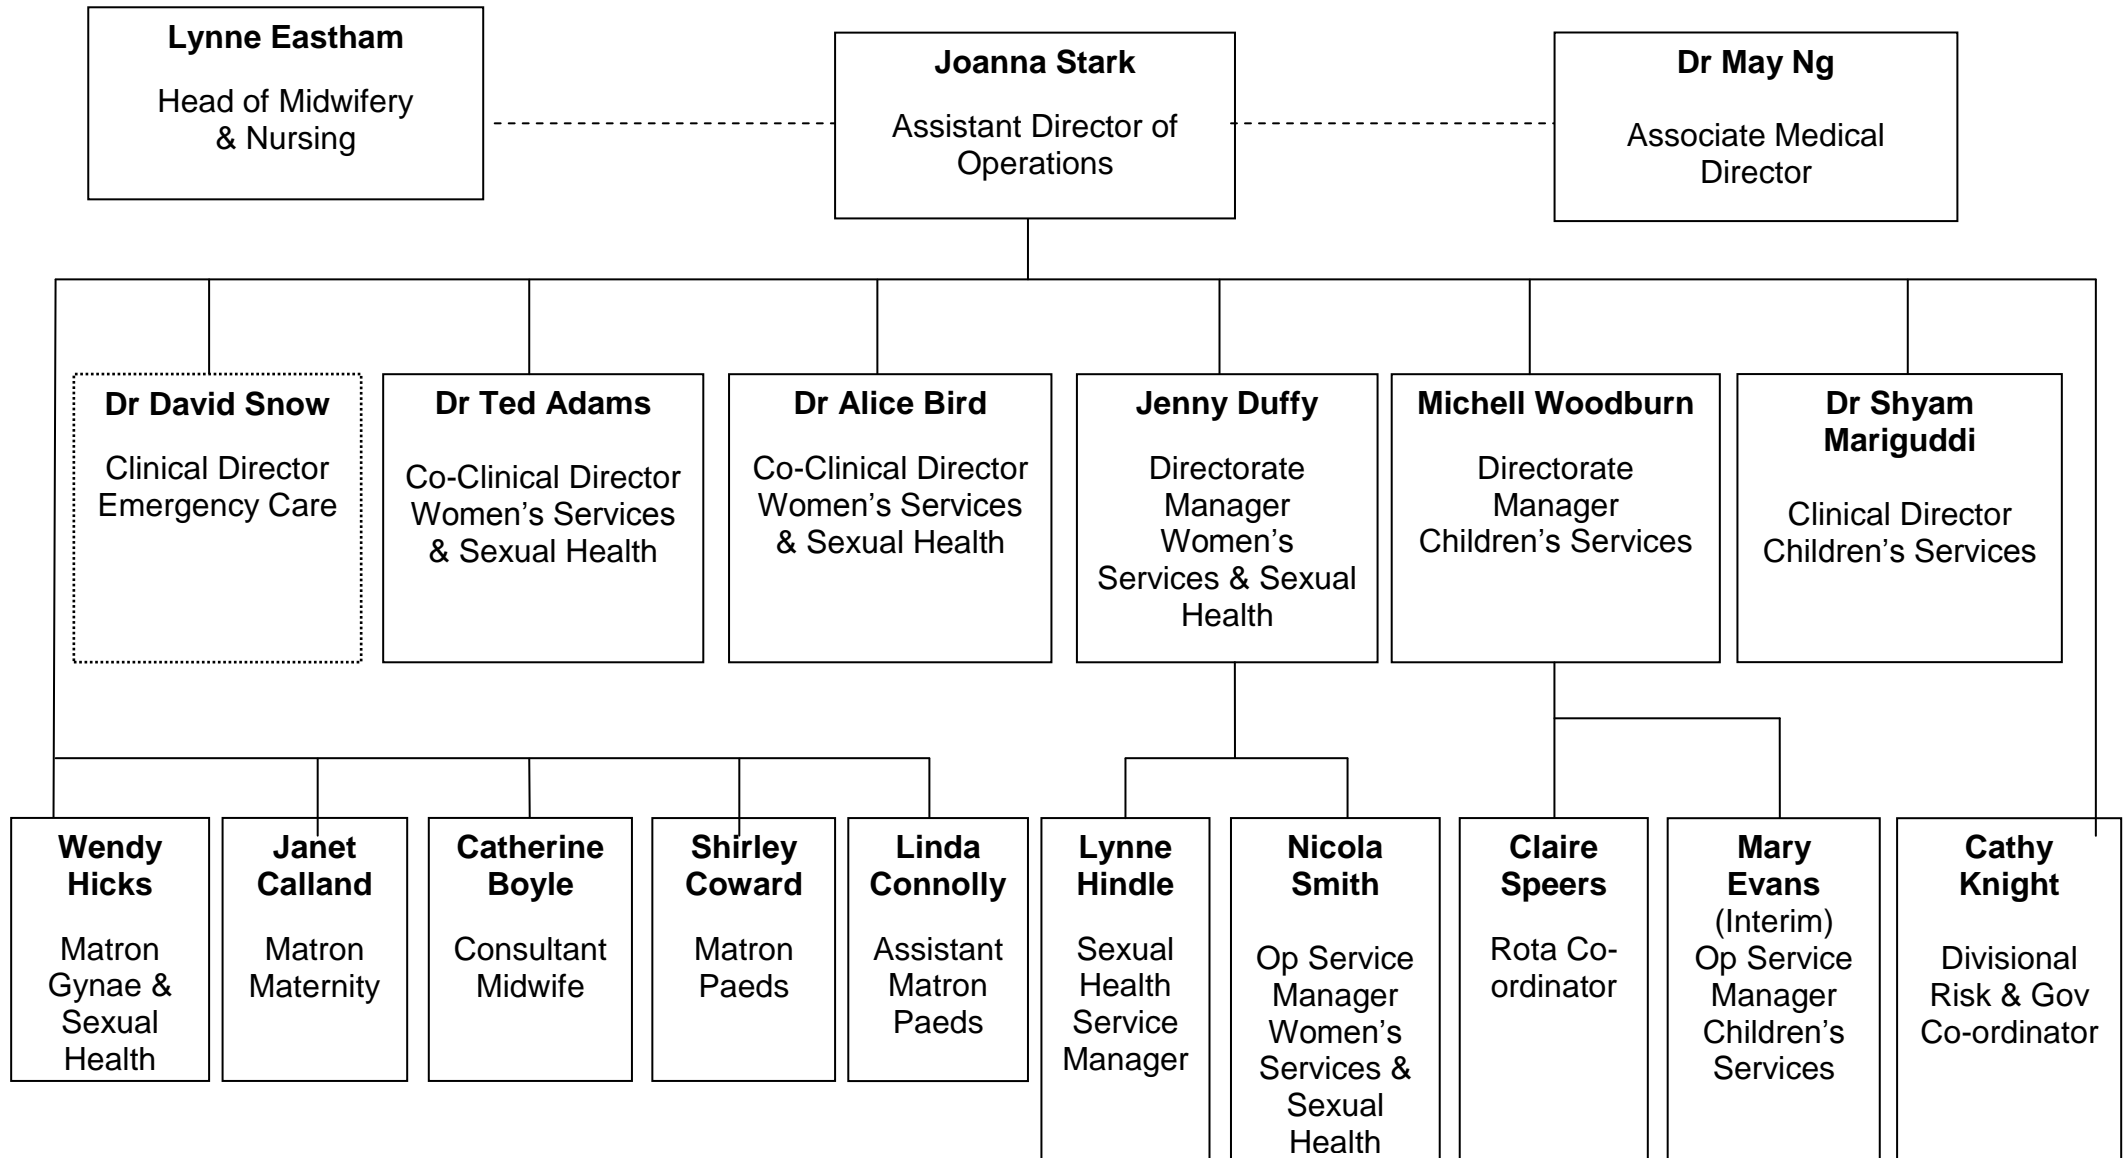 Lynne Eastham
Head of Midwifery
& Nursing
Joanna Stark
Assistant Director of
Operations
Dr May Ng
Associate Medical
Director
Dr David Snow
Clinical Director
Emergency Care
Dr Ted Adams
Co-Clinical Director
Women’s Services
& Sexual Health
Dr Alice Bird
Co-Clinical Director
Women’s Services
& Sexual Health
Jenny Duffy
Directorate
Manager
Women’s
Services & Sexual
Health
Michell Woodburn
Directorate
Manager
Children’s Services
Dr Shyam
Mariguddi
Clinical Director
Children’s Services
Wendy
Hicks
Matron
Gynae &
Sexual
Health
Janet
Calland
Matron
Maternity
Catherine
Boyle
Consultant
Midwife
Shirley
Coward
Matron
Paeds
Linda
Connolly
Assistant
Matron
Paeds
Lynne
Hindle
Sexual
Health
Service
Manager
Nicola
Smith
Op Service
Manager
Women’s
Services &
Sexual
Health
Claire
Speers
Rota Co-
ordinator
Mary
Evans
(Interim)
Op Service
Manager
Children’s
Services
Cathy
Knight
Divisional
Risk & Gov
Co-ordinator